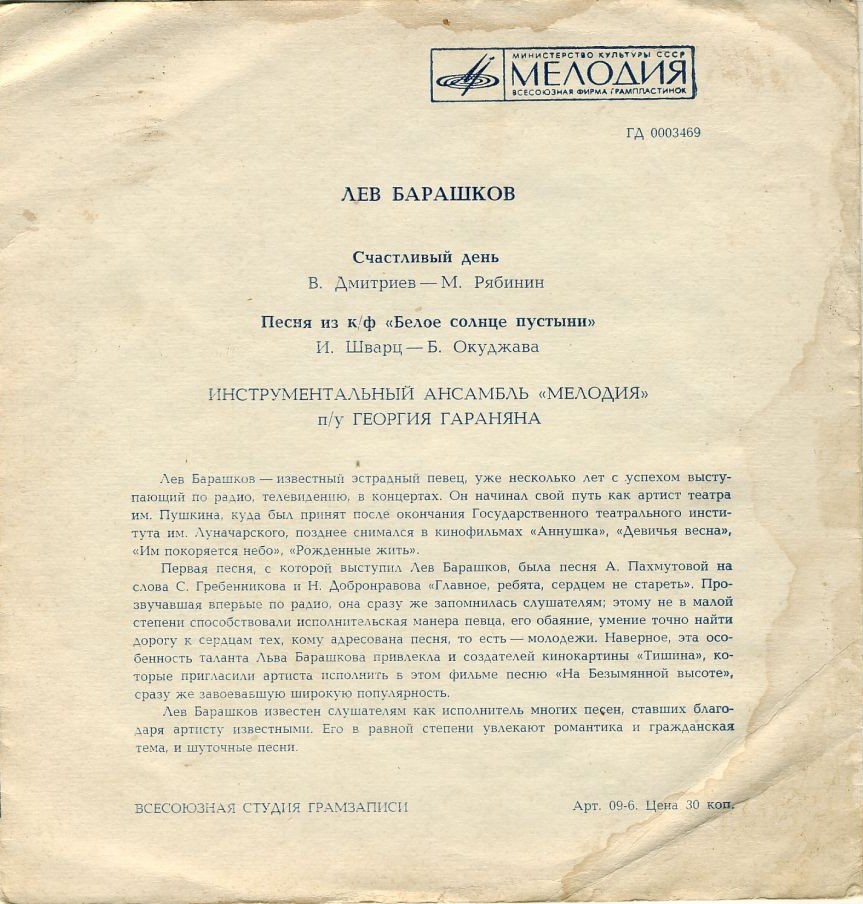 МИНИСТЕРСТВО КУЛЬТУРЫ СССР
МЕЛОДИЯ
ВСЕСОЮЗНАЯ ФИРМА ГРАМПЛАСТИНОК
ГД 0003469
ЛЕВ БАРАШКОВ
Счастливый день
В. Дмитриев — М. Рябинин
Песня из к/ф «Белое солнце пустыни»
И. Шварц — Б. Окуджава
ИНСТРУМЕНТАЛЬНЫЙ АНСАМБЛЬ «МЕЛОДИЯ»
п/у ГЕОРГИЯ ГАРАНЯНА
Лев Барашков — известный эстрадный певец, уже несколько лет с успехом высту-
пающий по радио, телевидению, в концертах. Он начинал свой путь как артист театра
им. Пушкина, куда был принят после окончания Государственного театрального инсти-
тута им. Луначарского, позднее снимался в кинофильмах «Аннушка», «Девичья весна»,
«Им покоряется небо», «Рожденные жить».
Первая песня, с которой выступил Лев Барашков, была песня А. Пахмутовой на
слова С. Гребенникова и Н. Добронравова «Главное, ребята, сердцем не стареть». Про-
звучавшая впервые по радио, она сразу же запомнилась слушателям; этому не в малой
степени способствовали исполнительская манера певца, его обаяние, умение точно найти
дорогу к сердцам тех, кому адресована песня, то есть — молодежи. Наверное, эта осо-
бенность таланта Льва Барашкова привлекла и создателей кинокартины «Тишина», ко-
торые пригласили артиста исполнить в этом фильме песню «На Безымянной высоте»,
сразу же завоевавшую широкую популярность.
Лев Барашков известен слушателям как исполнитель многих песен, ставших благо-
даря артисту известными. Его в равной степени увлекают романтика и гражданская
тема, и шуточные песни.
ВСЕСОЮЗНАЯ СТУДИЯ ГРАМЗАПИСИ
Арт. 09-6. Цена 30 коп.